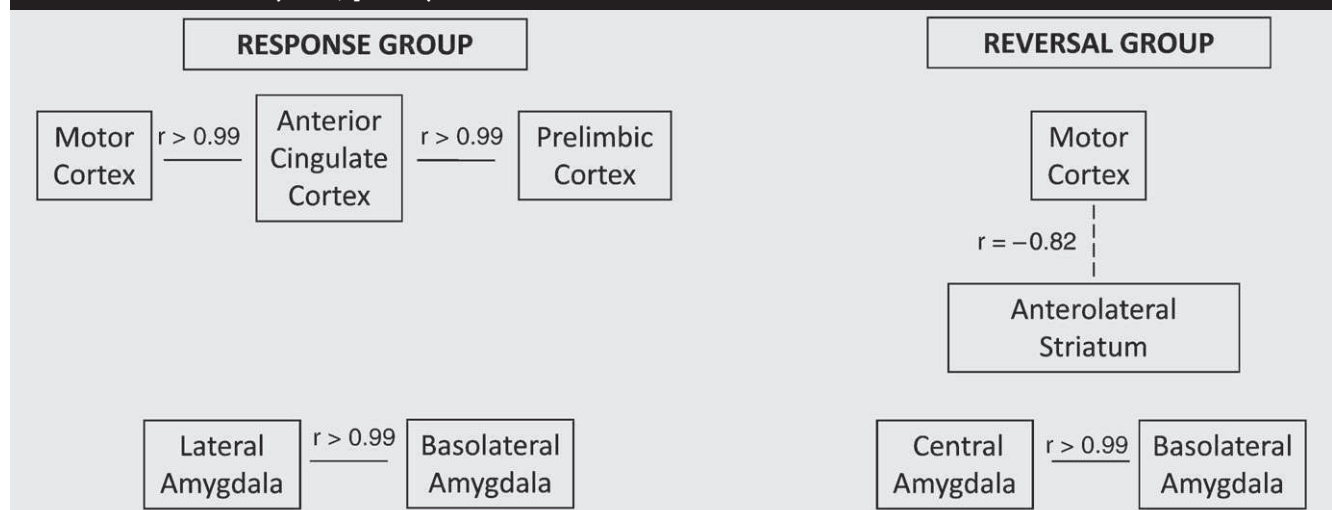 RESPONSE GROUP
Motor
Cortex
r > 0.99
Anterior
Cingulate
Cortex
r > 0.99
Prelimbic
Cortex
Lateral
Amygdala
r > 0.99
Basolateral
Amygdala
REVERSAL GROUP
Motor
Cortex
r = −0.82
Anterolateral
Striatum
Central
Amygdala
r > 0.99
Basolateral
Amygdala